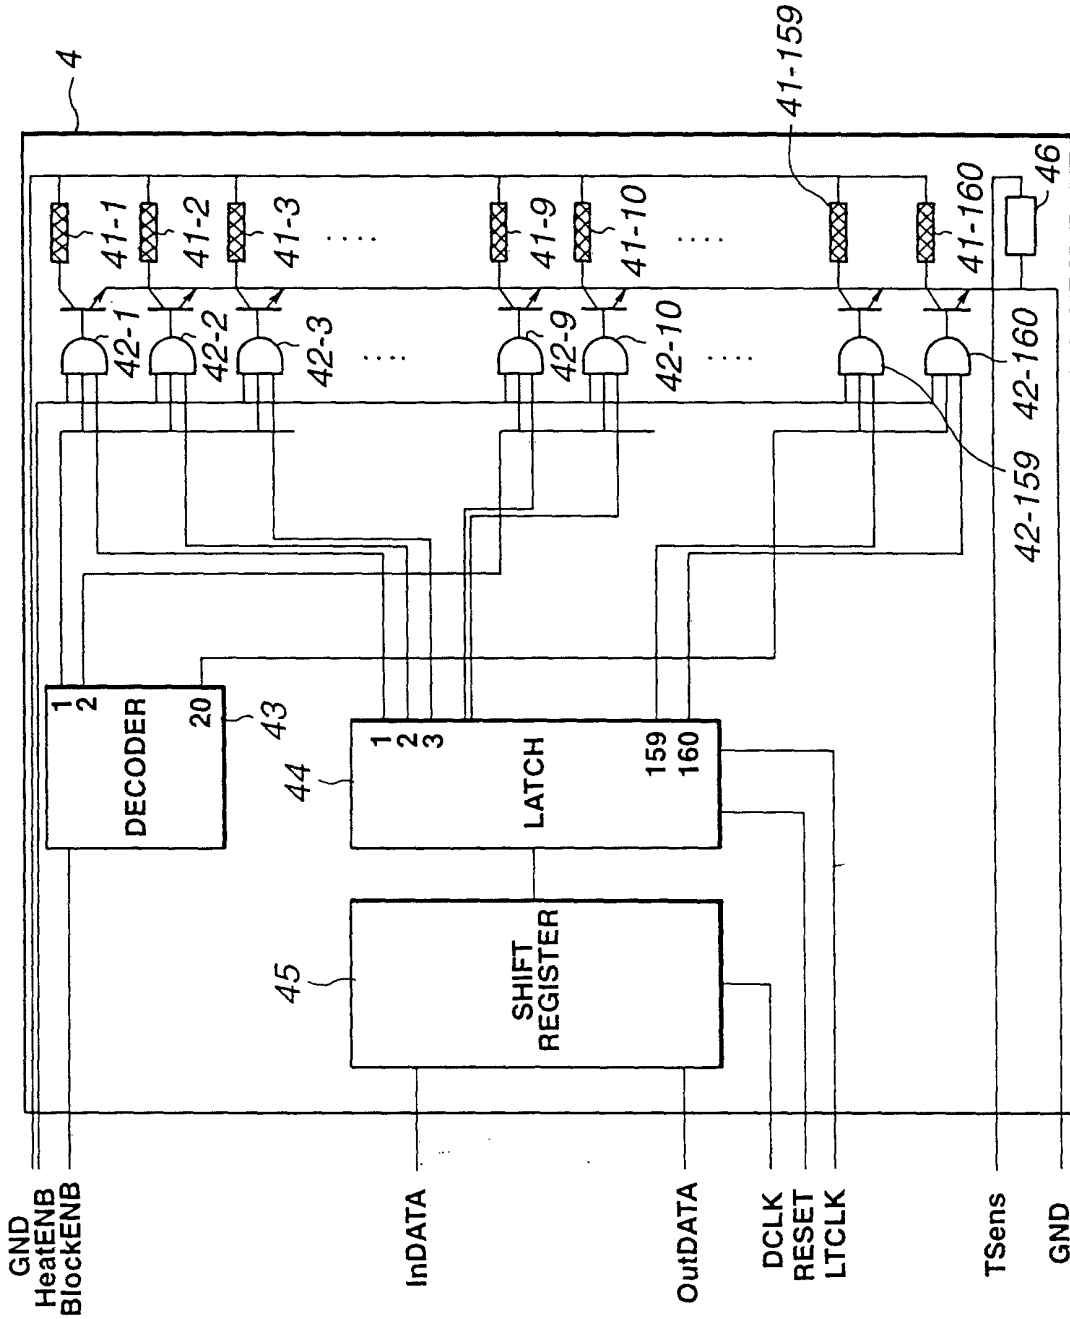 4
41-1
41-2
41-3
41-9
41-10
41-159
41-160
46
42-1
42-2
42-3
42-9
42-10
42-159
42-160
1
2
20
DECODER
43
1
2
3
159
160
LATCH
44
SHIFT
REGISTER
45
GND
HeatENB
BlockENB
InDATA
OutDATA
DCLK
RESET
LTCLK
TSens
GND